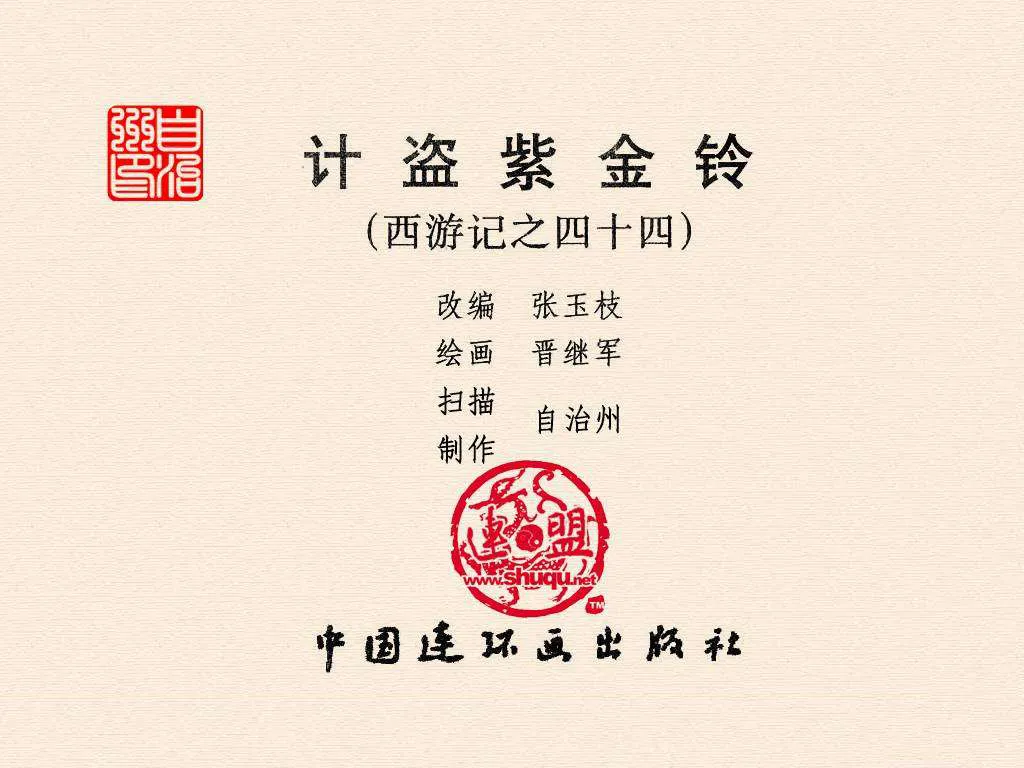 自治州印
计盗紫金铃
(西游记之四十四)
改编 张玉枝
绘画 晋继军
扫描
制作 自治州
連盟
www.shuqu.net
TM
中国连环画出版社